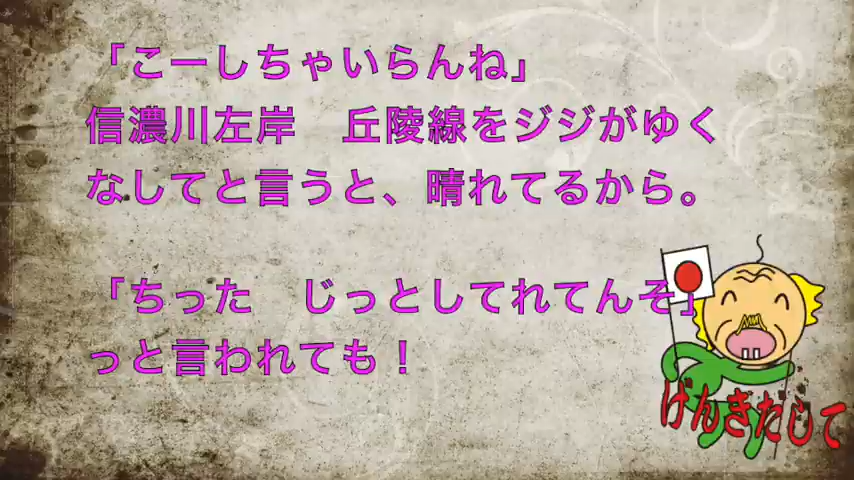 「こーしちゃいらんね」
信濃川左岸　丘陵線をジジがゆく
なしてと言うと、晴れてるから。
「ちった　じっとしてれてんそ」
っと言われても！
げんきたして